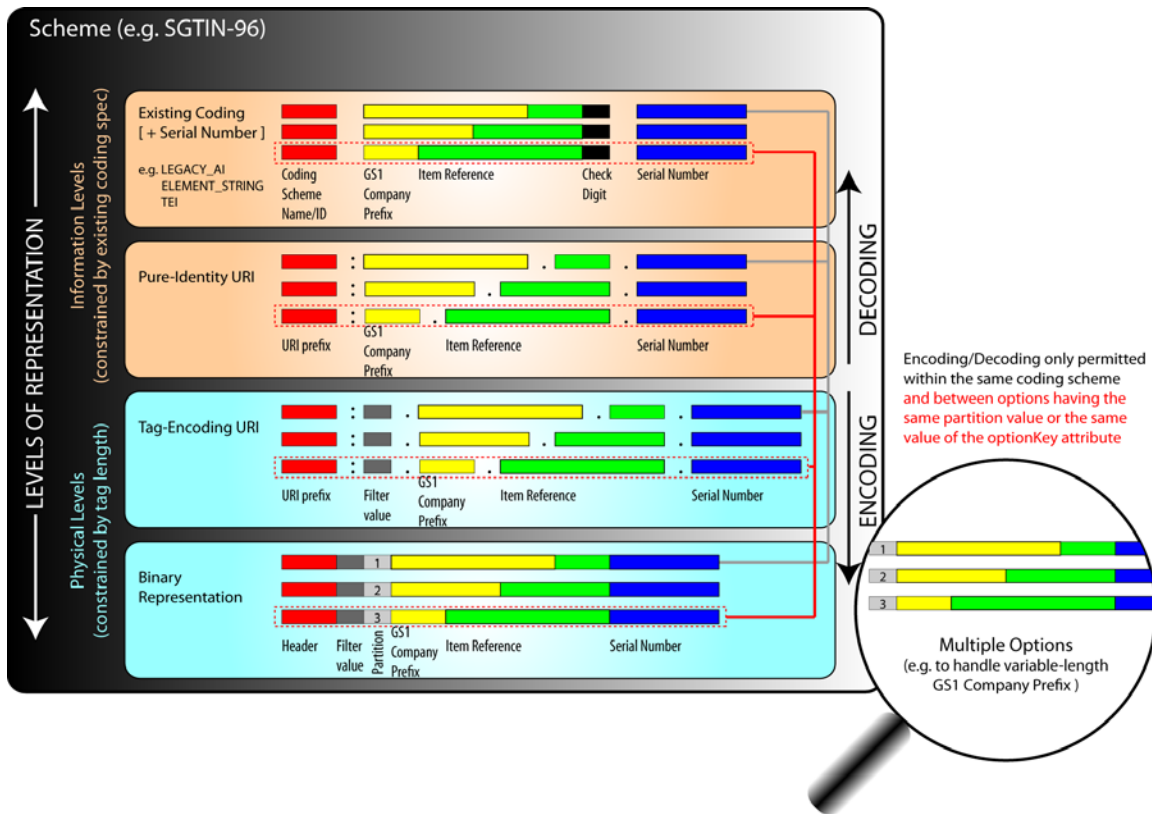 Scheme (e.g. SGTIN-96)
LEVELS OF REPRESENTATION
Information Levels
(constrained by existing coding spec)
Existing Coding
[ + Serial Number ]
e.g. LEGACY_AI
ELEMENT_STRING
TEI
Coding
Scheme
Name/ID
GS1
Company
Prefix
Item Reference
Check
Digit
Serial Number
Pure-Identity URI
: . .
: . .
: . .
URI prefix
GS1
Company
Prefix
Item Reference
Serial Number
Physical Levels
(constrained by tag length)
Tag-Encoding URI
: . . .
: . . .
: . . .
URI prefix
Filter
value
GS1
Company
Prefix
Item Reference
Serial Number
Binary
Representation
1
2
3
Header
Filter
value
Partition
GS1
Company
Prefix
Item Reference
Serial Number
DECODING
ENCODING
Encoding/Decoding only permitted
within the same coding scheme
and between options having the
same partition value or the same
value of the optionKey attribute
1
2
3
Multiple Options
(e.g. to handle variable-length
GS1 Company Prefix )